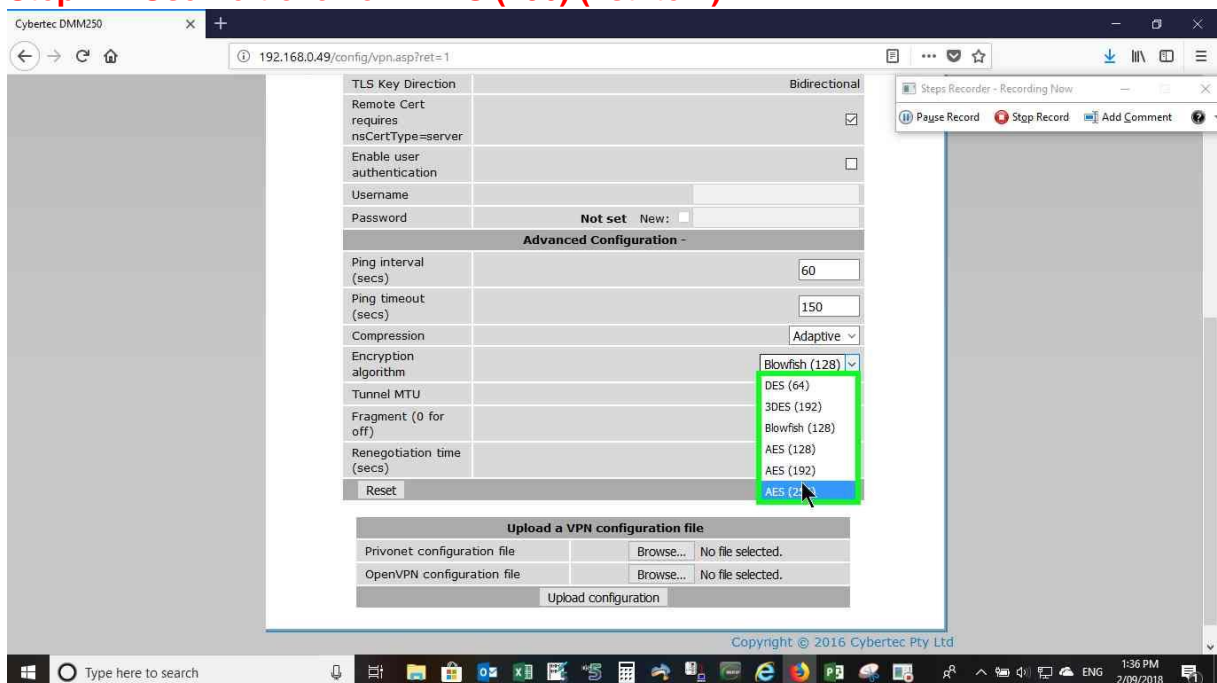 Cybertec DMM250
192.168.0.49/config/vpn.asp?ret=1
Steps Recorder - Recording Now
Pause Record Stop Record Add Comment
TLS Key Direction Bidirectional
Remote Cert
requires
nsCertType=server
Enable user
authentication
Username
Password Not set New:
Advanced Configuration -
Ping interval
(secs) 60
Ping timeout
(secs) 150
Compression Adaptive
Encryption
algorithm Blowfish (128)
DES (64)
Tunnel MTU
3DES (192)
Fragment (0 for
off)
Blowfish (128)
AES (128)
Renegotiation time
(secs)
AES (192)
Reset
AES
Upload a VPN configuration file
Privonet configuration file Browse... No file selected.
OpenVPN configuration file Browse... No file selected.
Upload configuration
Copyright © 2016 Cybertec Pty Ltd
Type here to search
ENG
1:36 PM
2/09/2018